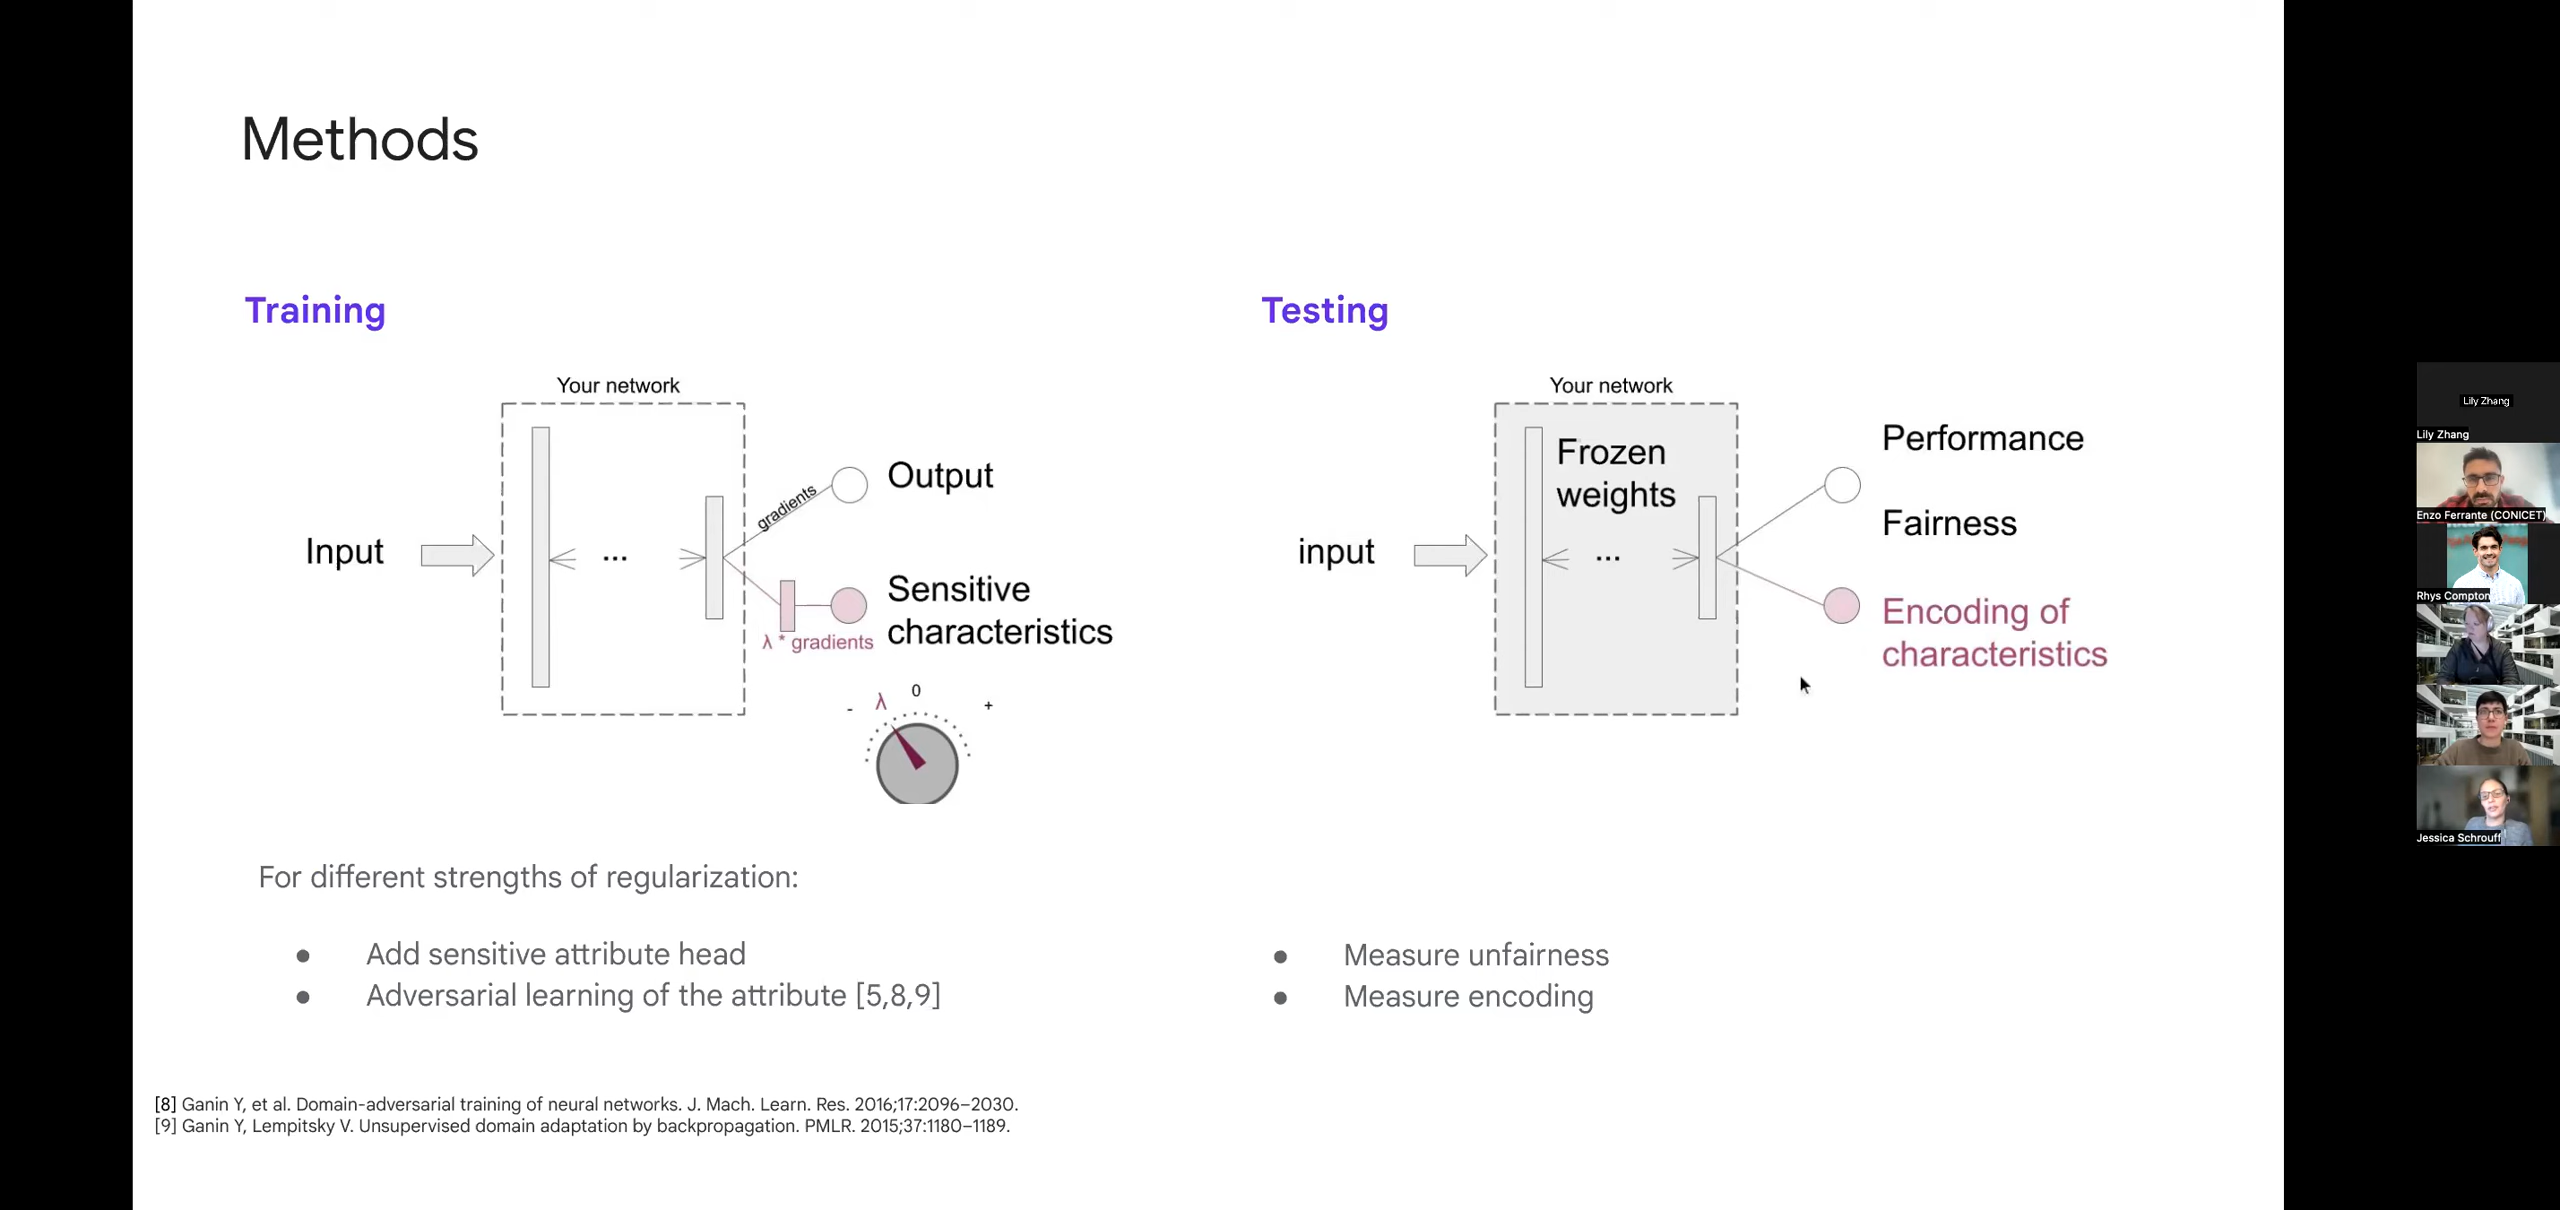 Methods
Training
Your network
Input
...
gradients
Output
Sensitive
characteristics
λ * gradients
- λ 0 +
For different strengths of regularization:
● Add sensitive attribute head
● Adversarial learning of the attribute [5,8,9]
Testing
Your network
Frozen
weights
input
...
Performance
Fairness
Encoding of
characteristics
● Measure unfairness
● Measure encoding
[8] Ganin Y, et al. Domain-adversarial training of neural networks. J. Mach. Learn. Res. 2016;17:2096–2030.
[9] Ganin Y, Lempitsky V. Unsupervised domain adaptation by backpropagation. PMLR. 2015;37:1180–1189.
Lily Zhang
Lily Zhang
Enzo Ferrante (CONICET)
Rhys Compton
Jessica Schrouff